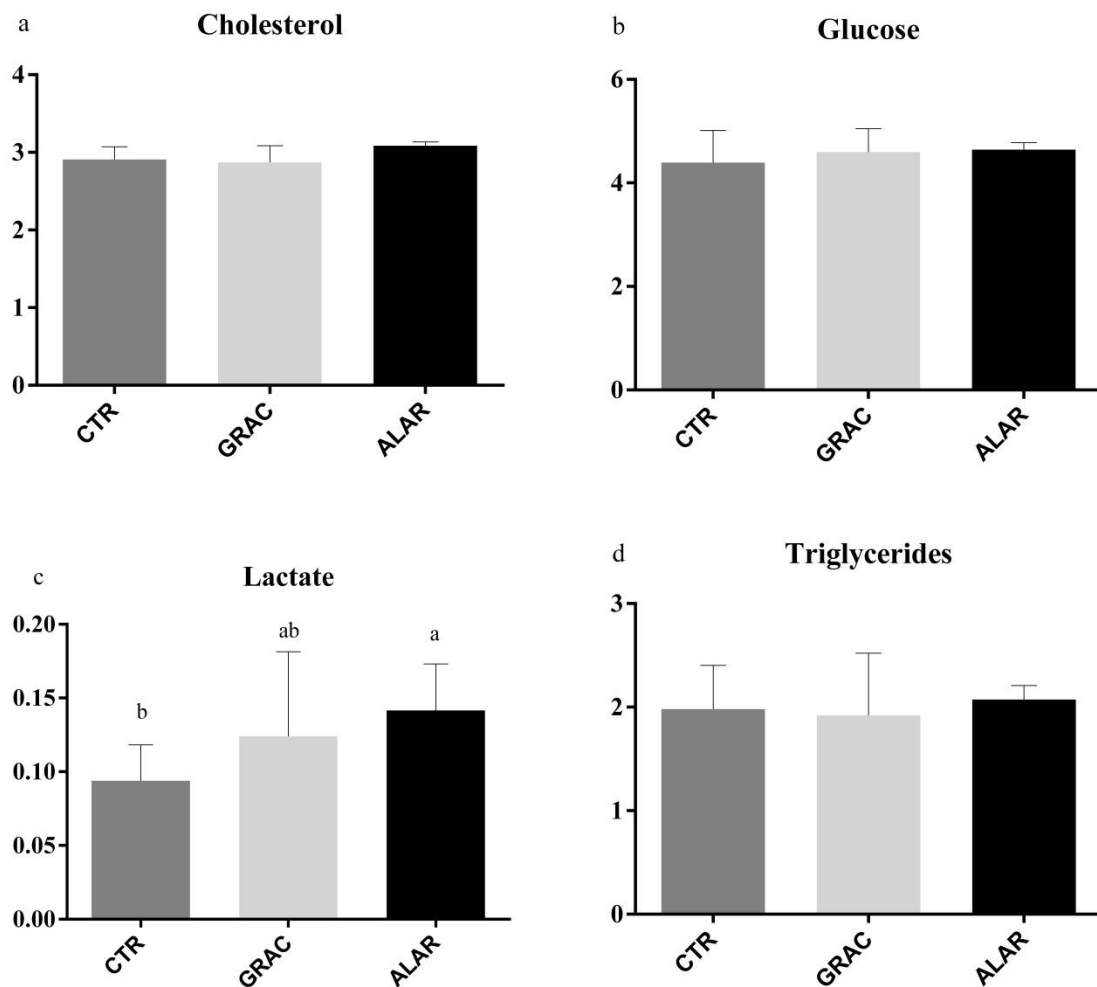 a
Cholesterol
4
3
2
1
0
CTR
GRAC
ALAR
b
Glucose
6
4
2
0
CTR
GRAC
ALAR
c
Lactate
0.20
0.15
0.10
0.05
0.00
b
ab
a
CTR
GRAC
ALAR
d
Triglycerides
3
2
1
0
CTR
GRAC
ALAR